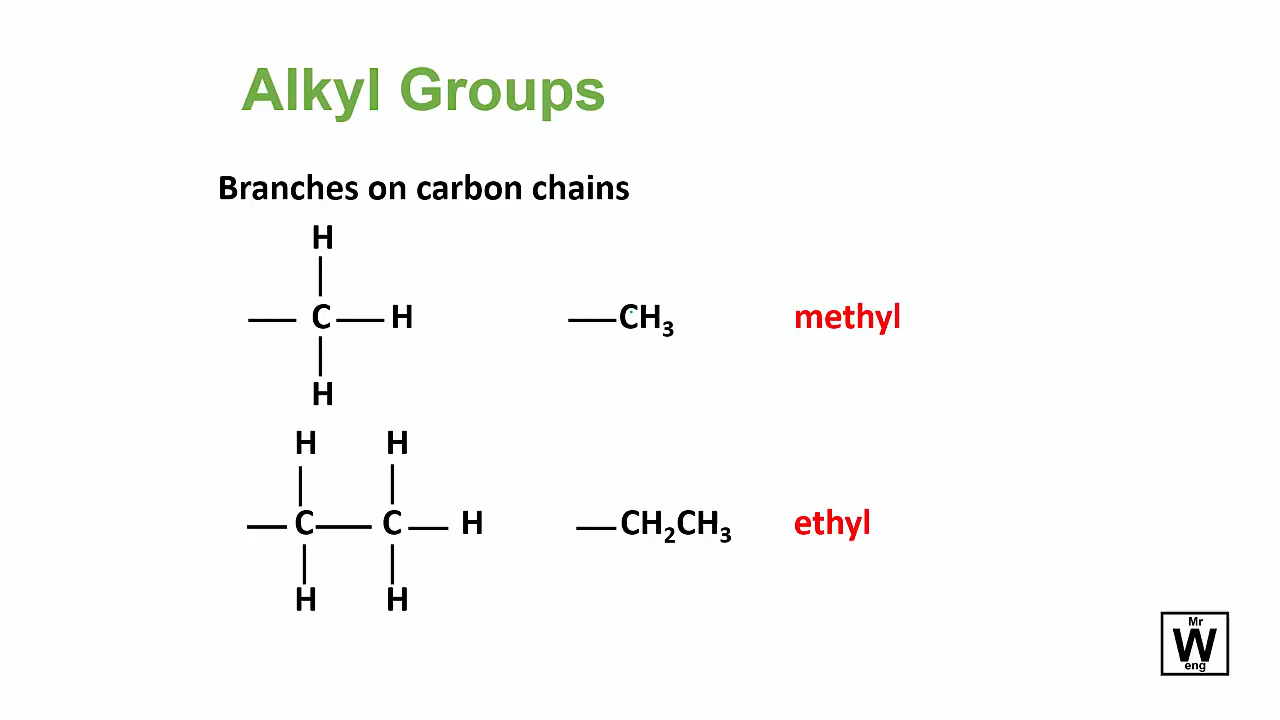 Alkyl Groups
Branches on carbon chains
H
C H —CH₃ methyl
H
H H
C C H —CH₂CH₃ ethyl
H H
Mr
W
eng